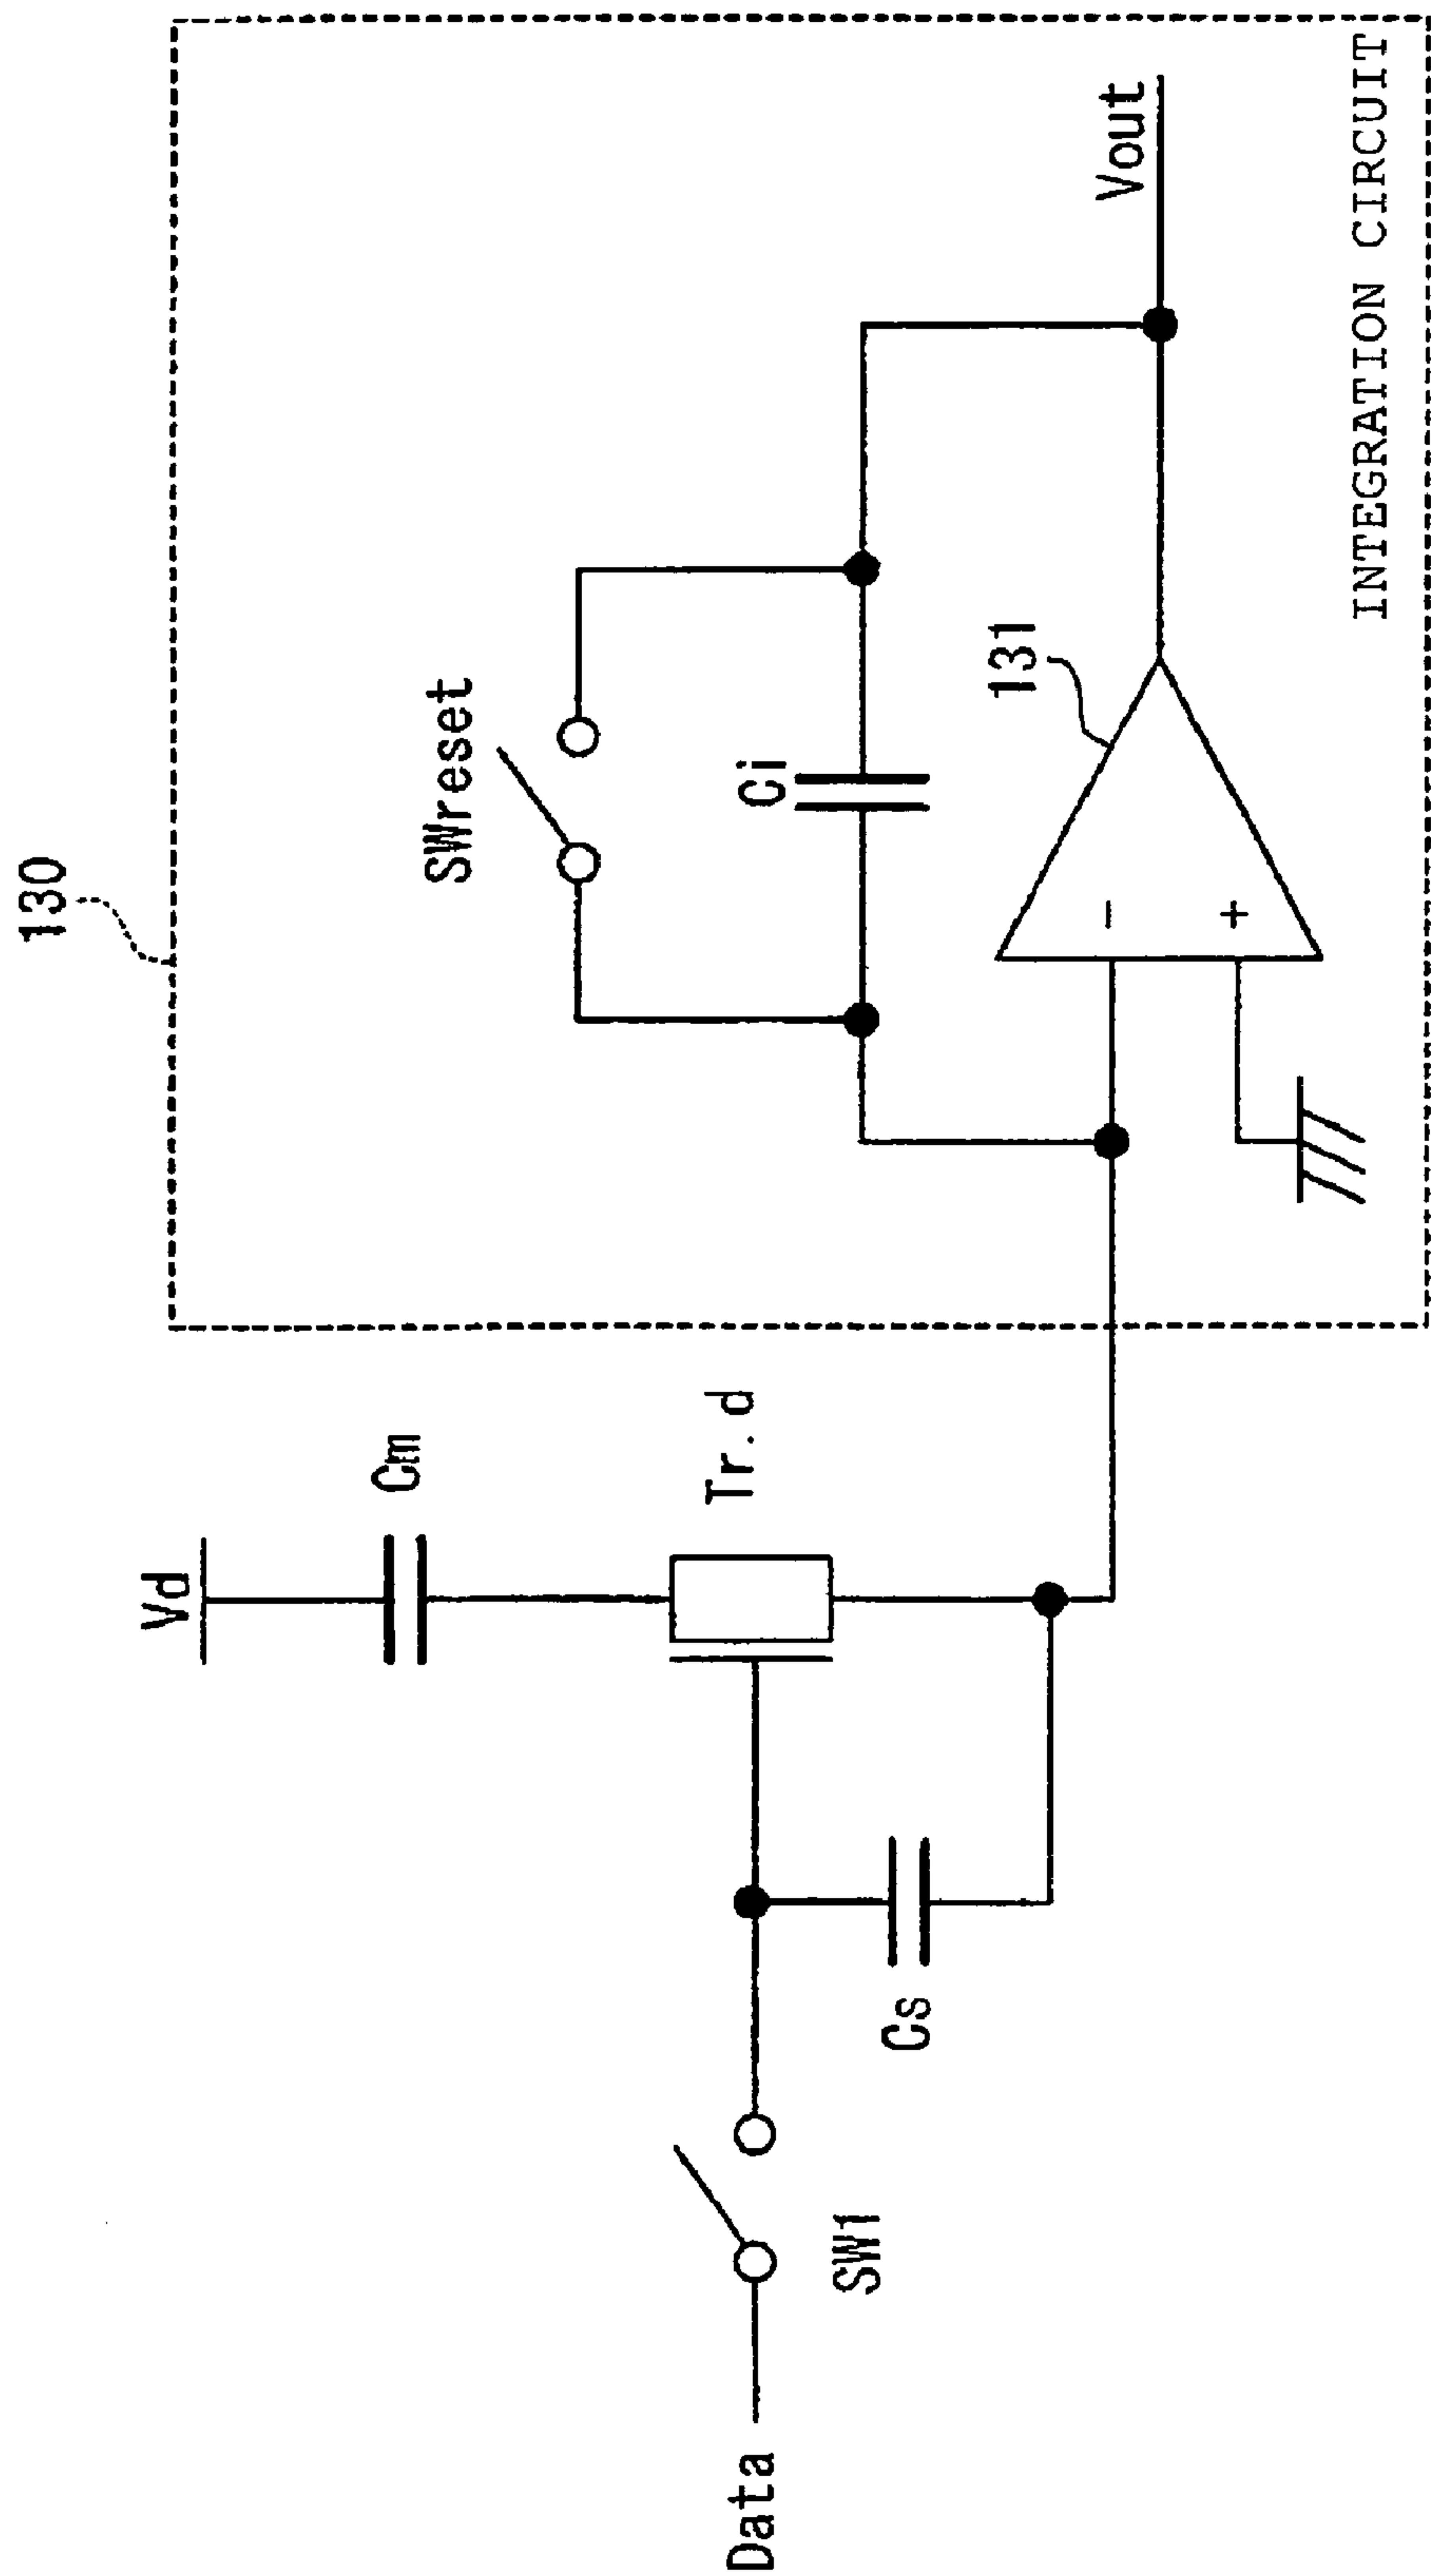 130
SWreset
Ci
131
Vout
INTEGRATION CIRCUIT
-
+
Vd
Cm
Tr.d
Cs
SW1
Data